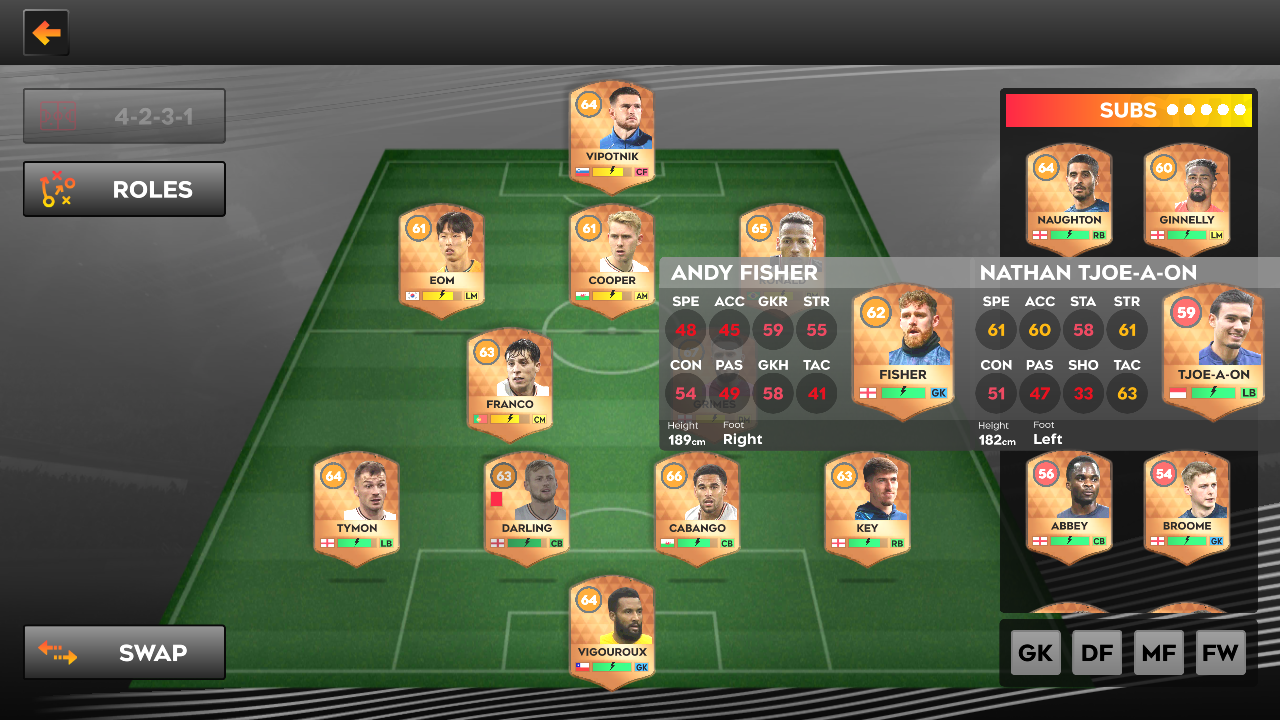 4-2-3-1
ROLES
SWAP
64
VIPOTNIK
CF
61
EOM
LM
61
COOPER
AM
65
63
FRANCO
CM
GRIMES
64
TYMON
LB
63
DARLING
CB
66
CABANGO
CB
63
KEY
RB
64
VIGOUROUX
GK
SUBS
64
NAUGHTON
RB
60
GINNELLY
LM
ANDY FISHER
SPE ACC GKR STR
48 45 59 55
CON PAS GKH TAC
54 49 58 41
Height Foot
189cm Right
62
FISHER
GK
NATHAN TJOE-A-ON
SPE ACC STA STR
61 60 58 61
CON PAS SHO TAC
51 47 33 63
Height Foot
182cm Left
59
TJOE-A-ON
LB
56
ABBEY
CB
54
BROOME
GK
GK DF MF FW